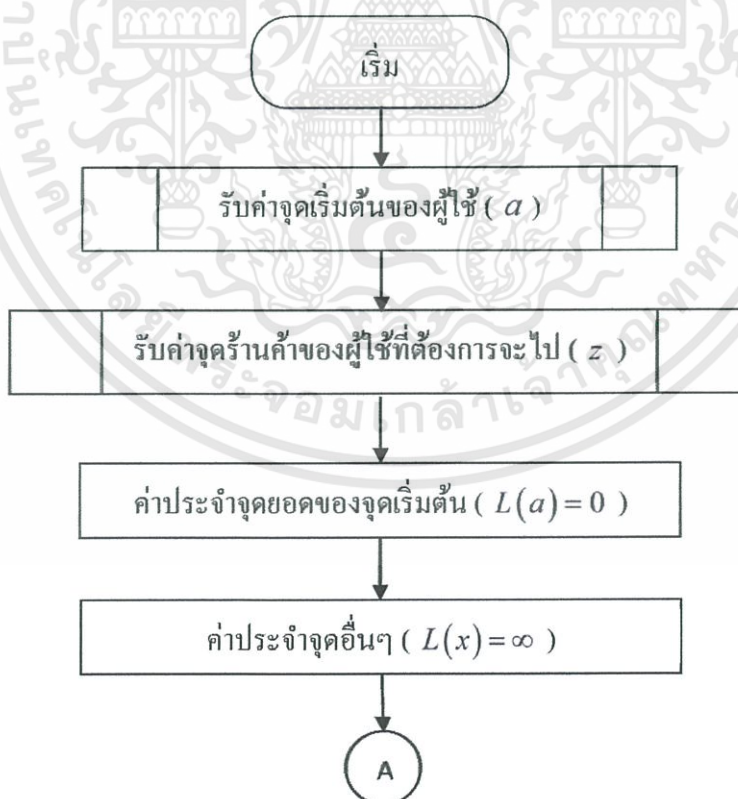 เริ่ม
รับค่าจุดเริ่มต้นของผู้ใช้ ( a )
รับค่าจุดร้านค้าของผู้ใช้ที่ต้องการจะไป ( z )
ค่าประจำจุดยอดของจุดเริ่มต้น ( L(a)=0 )
ค่าประจำจุดอื่นๆ ( L(x)=∞ )
A